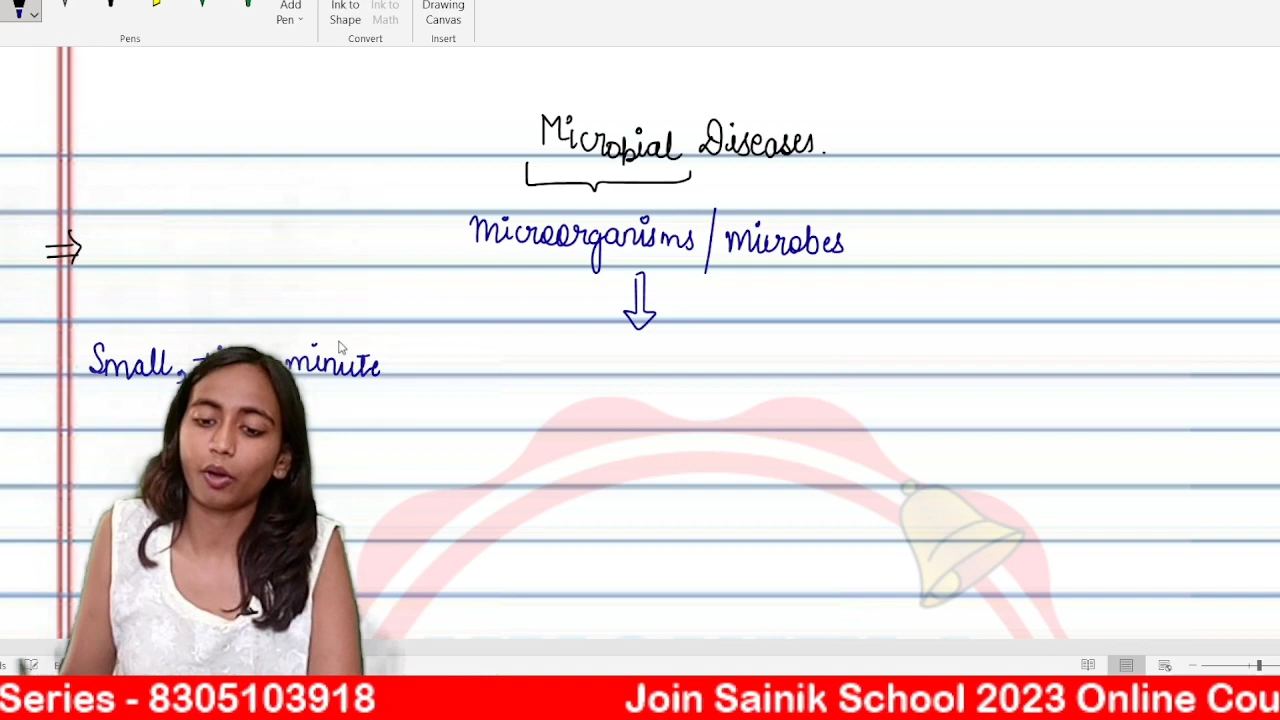 Add Ink to Ink to Drawing
Pen Shape Math Canvas
Pens Convert Insert
Microbial Diseases.
Microorganisms / microbes
⇒
Small, minute
Series - 8305103918 Join Sainik School 2023 Online Cou